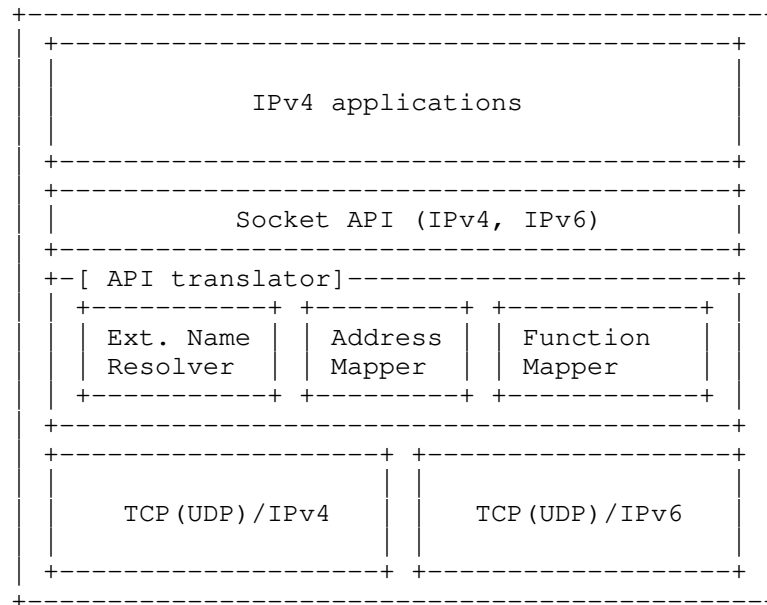 IPv4 applications
Socket API (IPv4, IPv6)
[ API translator]
Ext. Name Address Function
Resolver Mapper Mapper
TCP(UDP)/IPv4 TCP(UDP)/IPv6